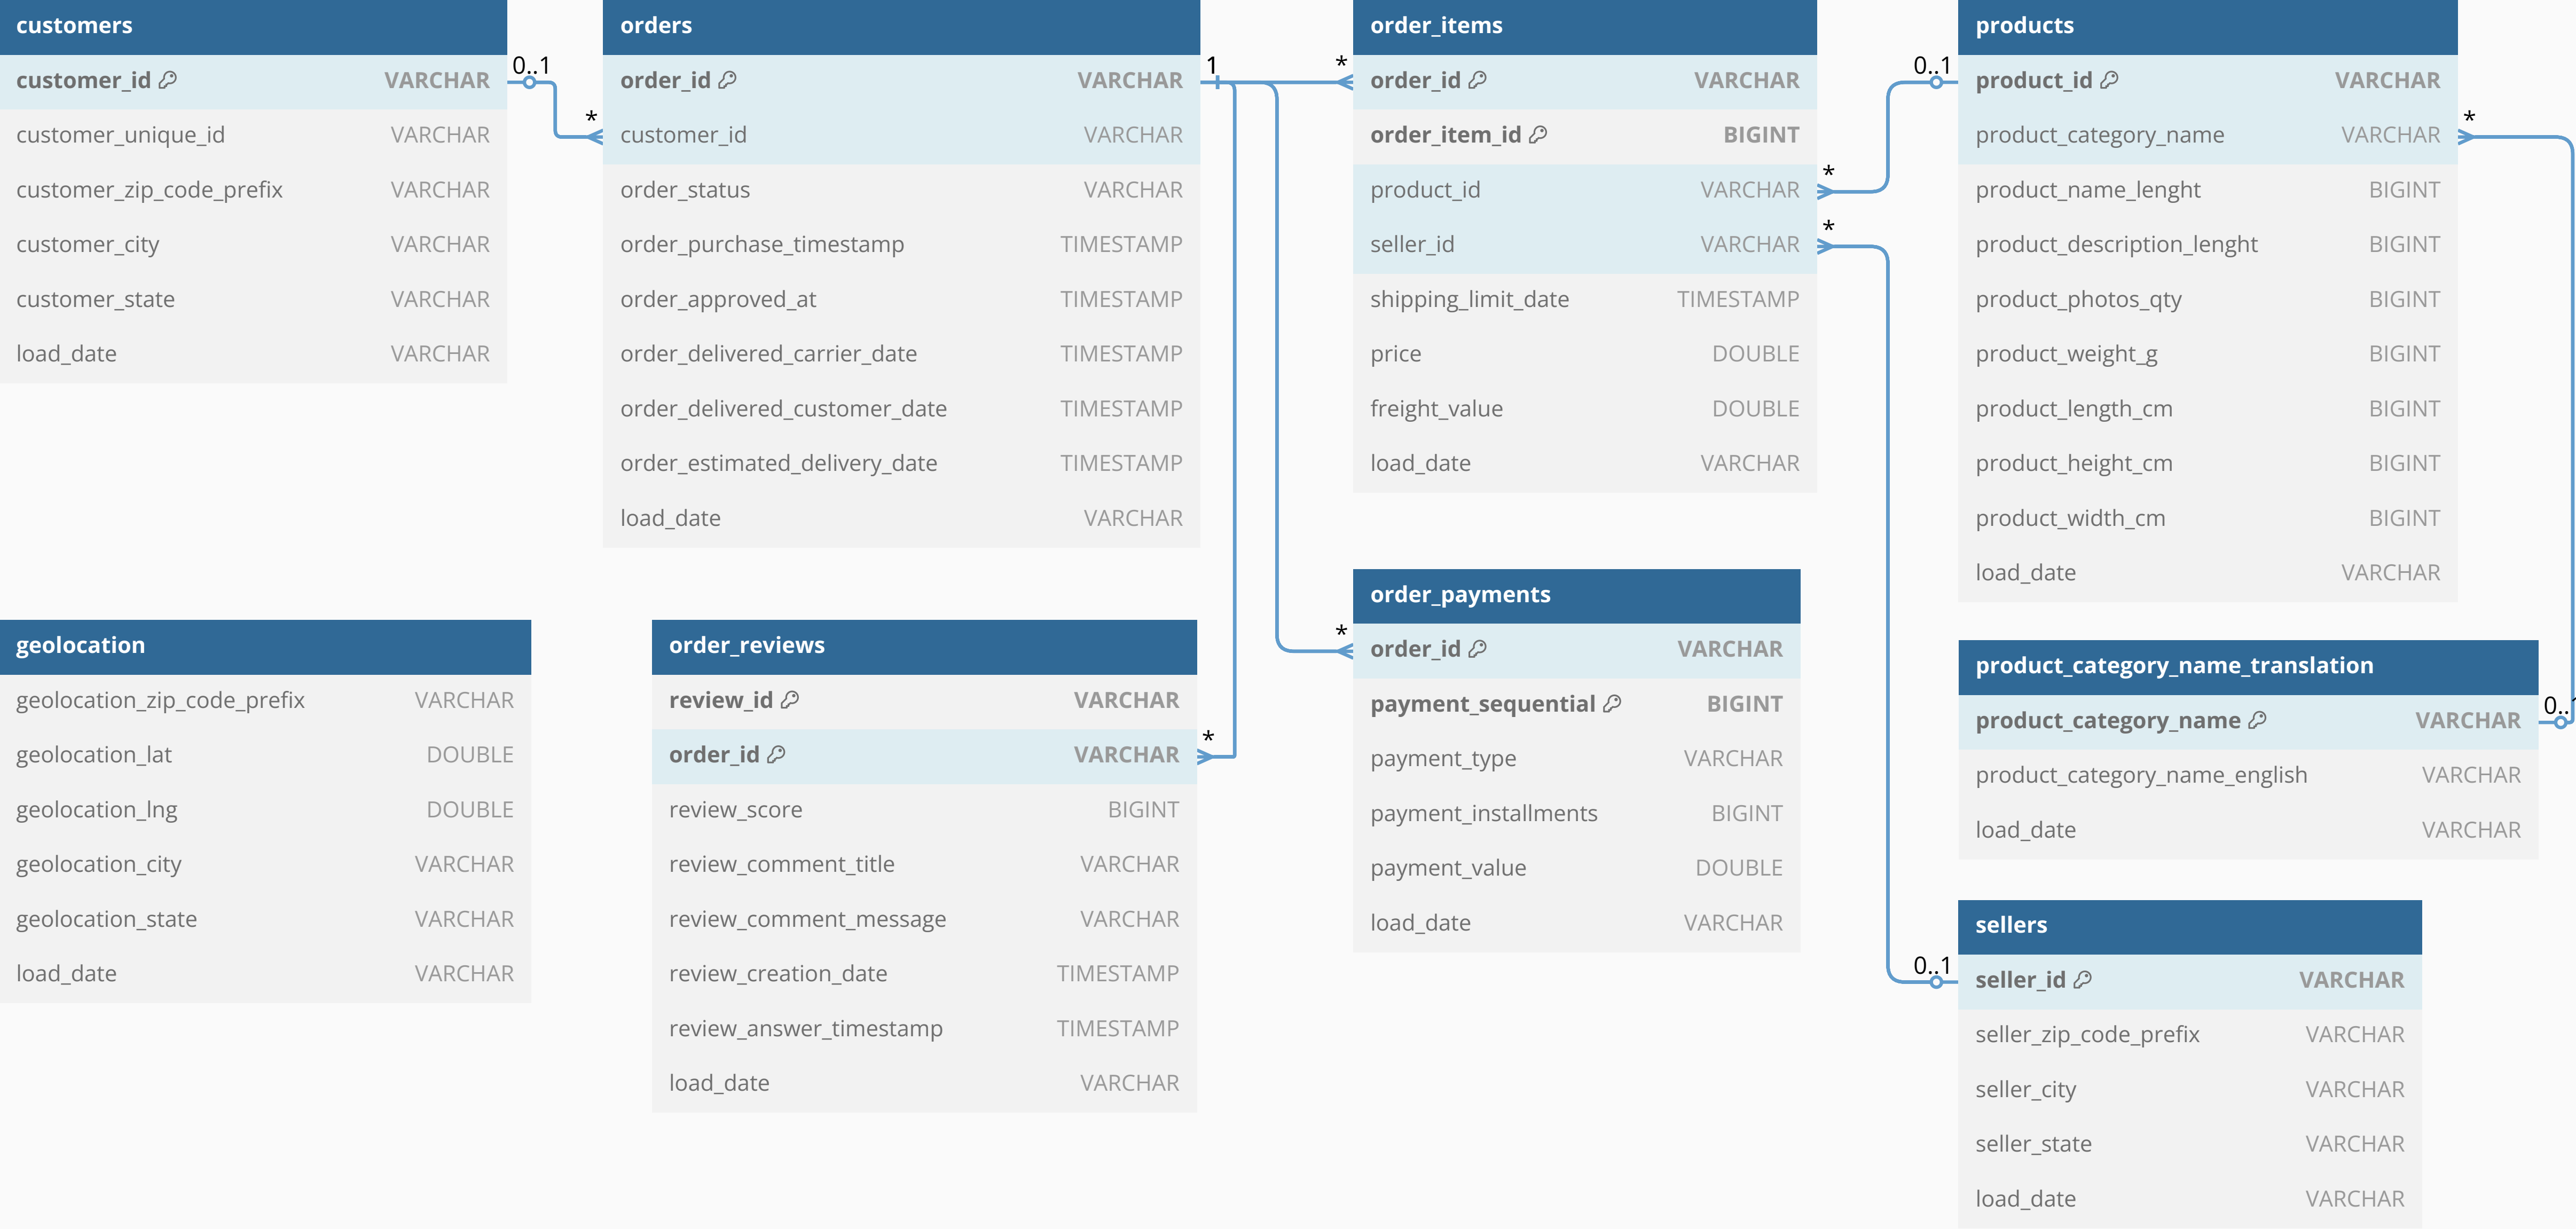 customers
customer_id VARCHAR
customer_unique_id VARCHAR
customer_zip_code_prefix VARCHAR
customer_city VARCHAR
customer_state VARCHAR
load_date VARCHAR
0..1
*
orders
order_id VARCHAR
customer_id VARCHAR
order_status VARCHAR
order_purchase_timestamp TIMESTAMP
order_approved_at TIMESTAMP
order_delivered_carrier_date TIMESTAMP
order_delivered_customer_date TIMESTAMP
order_estimated_delivery_date TIMESTAMP
load_date VARCHAR
1
*
order_items
order_id VARCHAR
order_item_id BIGINT
product_id VARCHAR
seller_id VARCHAR
shipping_limit_date TIMESTAMP
price DOUBLE
freight_value DOUBLE
load_date VARCHAR
*
*
0..1
products
product_id VARCHAR
product_category_name VARCHAR
product_name_lenght BIGINT
product_description_lenght BIGINT
product_photos_qty BIGINT
product_weight_g BIGINT
product_length_cm BIGINT
product_height_cm BIGINT
product_width_cm BIGINT
load_date VARCHAR
*
geolocation
geolocation_zip_code_prefix VARCHAR
geolocation_lat DOUBLE
geolocation_lng DOUBLE
geolocation_city VARCHAR
geolocation_state VARCHAR
load_date VARCHAR
order_reviews
review_id VARCHAR
order_id VARCHAR
review_score BIGINT
review_comment_title VARCHAR
review_comment_message VARCHAR
review_creation_date TIMESTAMP
review_answer_timestamp TIMESTAMP
load_date VARCHAR
*
*
order_payments
order_id VARCHAR
payment_sequential BIGINT
payment_type VARCHAR
payment_installments BIGINT
payment_value DOUBLE
load_date VARCHAR
product_category_name_translation
product_category_name VARCHAR
product_category_name_english VARCHAR
load_date VARCHAR
0..1
0..1
sellers
seller_id VARCHAR
seller_zip_code_prefix VARCHAR
seller_city VARCHAR
seller_state VARCHAR
load_date VARCHAR